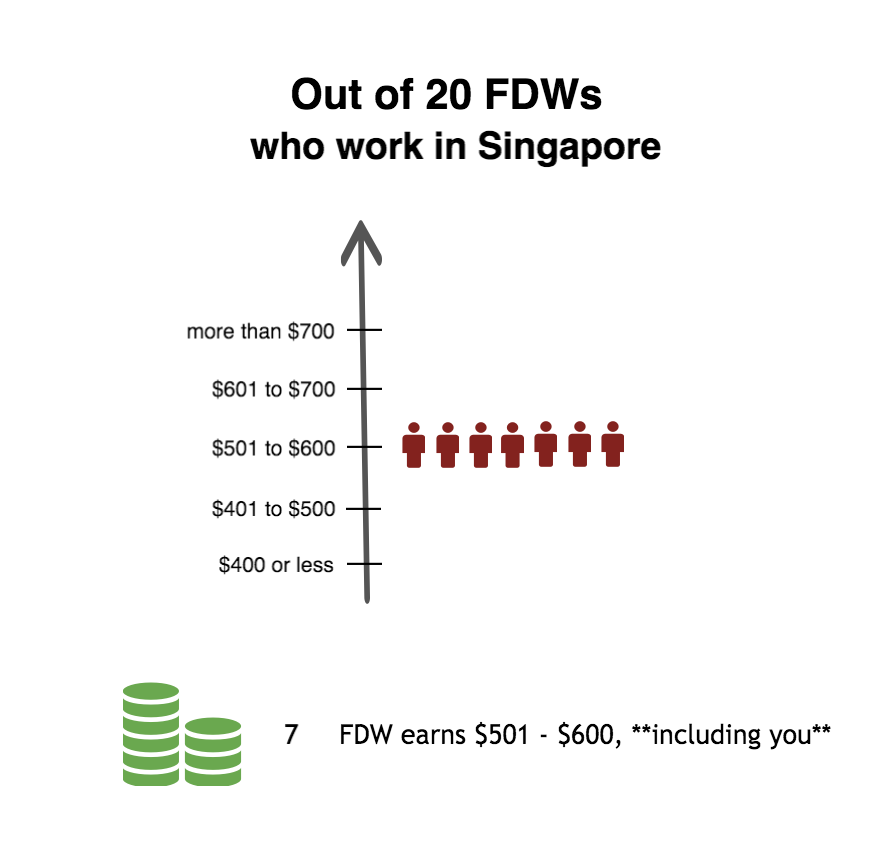 Out of 20 FDWs
who work in Singapore
more than $700
$601 to $700
$501 to $600
$401 to $500
$400 or less
7 FDW earns $501 - $600, **including you**